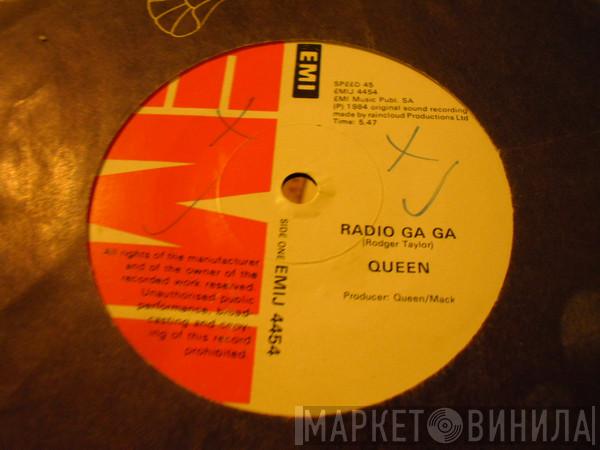 EMI
SPEED 45
EMIJ 4454
EMI Music Publ. SA
(P) 1984 original sound recording
made by raincloud Productions Ltd
Time: 5.47
RADIO GA GA
(Rodger Taylor)
QUEEN
Producer: Queen/Mack
SIDE ONE EMIJ 4454
All rights of the manufacturer
and of the owner of the
recorded work reserved.
Unauthorised public
performance, broad-
casting and copy-
ing of this record
prohibited.
EMI
МАРКЕТ ВИНИЛА